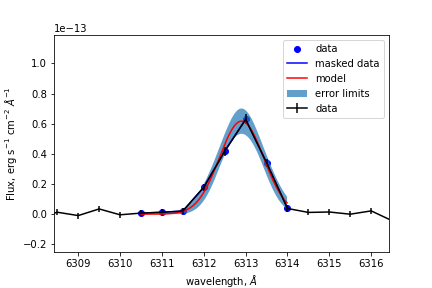 1e−13
1.0
0.8
0.6
0.4
0.2
0.0
−0.2
Flux, erg s⁻¹ cm⁻² Å⁻¹
data
masked data
model
error limits
data
6309 6310 6311 6312 6313 6314 6315 6316
wavelength, Å